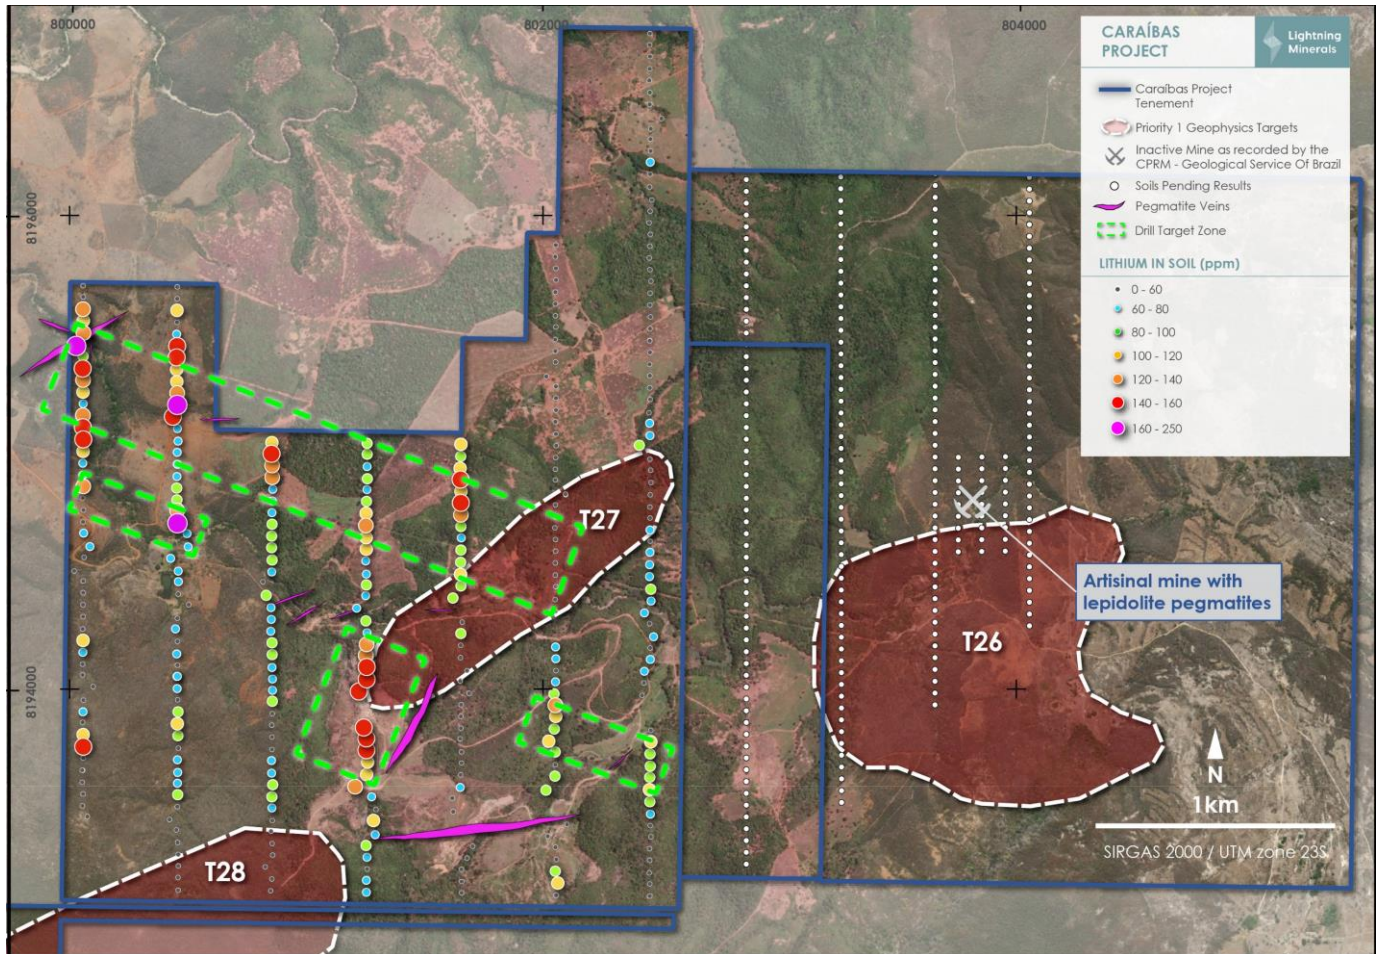 800000
802000
804000
CARAÍBAS
PROJECT
Lightning
Minerals
Caraíbas Project
Tenement
Priority 1 Geophysics Targets
Inactive Mine as recorded by the
CPRM - Geological Service Of Brazil
Soils Pending Results
Pegmatite Veins
Drill Target Zone
LITHIUM IN SOIL (ppm)
0 - 60
60 - 80
80 - 100
100 - 120
120 - 140
140 - 160
160 - 250
8196000
8194000
T27
T26
T28
Artisinal mine with
lepidolite pegmatites
N
1km
SIRGAS 2000 / UTM zone 23S